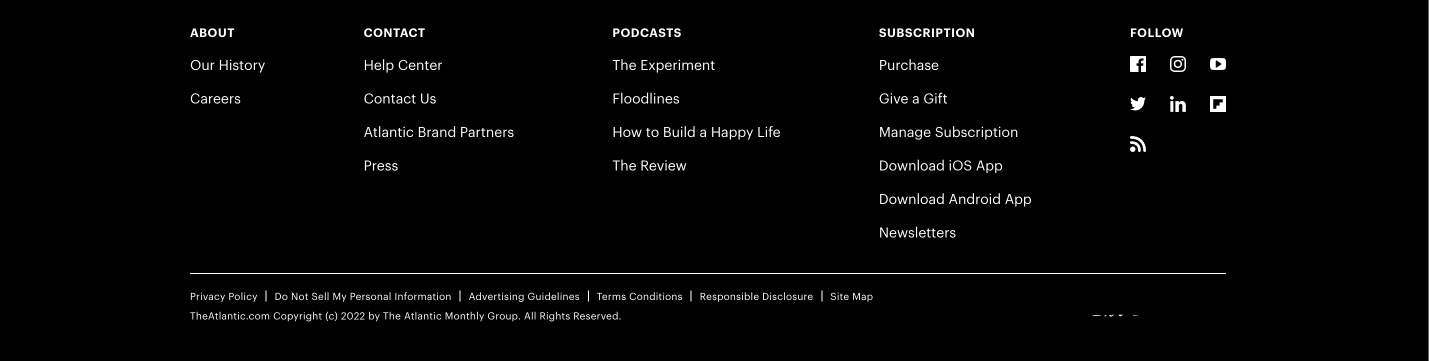 ABOUT
Our History
Careers
CONTACT
Help Center
Contact Us
Atlantic Brand Partners
Press
PODCASTS
The Experiment
Floodlines
How to Build a Happy Life
The Review
SUBSCRIPTION
Purchase
Give a Gift
Manage Subscription
Download iOS App
Download Android App
Newsletters
FOLLOW
Privacy Policy | Do Not Sell My Personal Information | Advertising Guidelines | Terms Conditions | Responsible Disclosure | Site Map
TheAtlantic.com Copyright (c) 2022 by The Atlantic Monthly Group. All Rights Reserved.